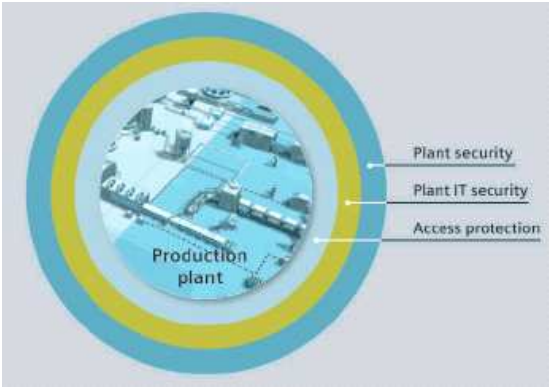 Plant security
Plant IT security
Access protection
Production
plant